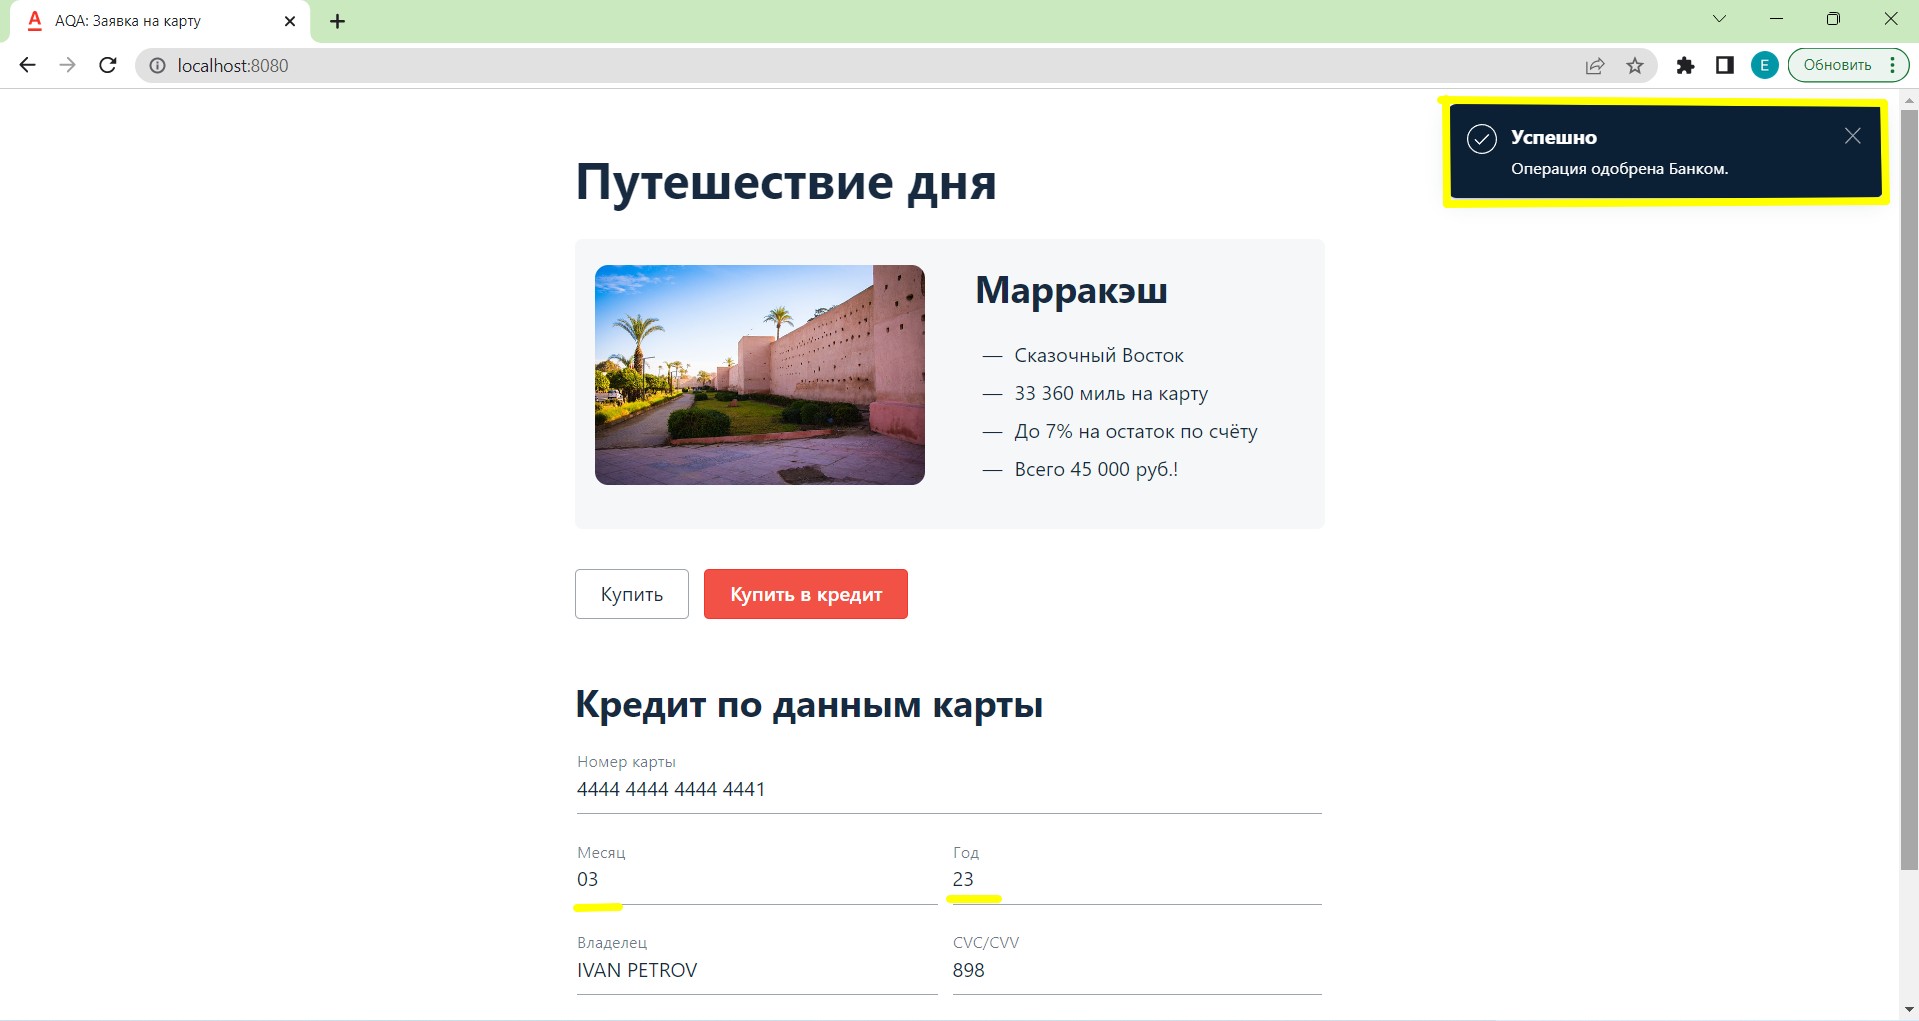 AQA: Заявка на карту
localhost:8080
E
Обновить
Успешно
Операция одобрена Банком.
Путешествие дня
Марракэш
— Сказочный Восток
— 33 360 миль на карту
— До 7% на остаток по счёту
— Всего 45 000 руб.!
Купить
Купить в кредит
Кредит по данным карты
Номер карты
4444 4444 4444 4441
Месяц
Год
03
23
Владелец
CVC/CVV
IVAN PETROV
898